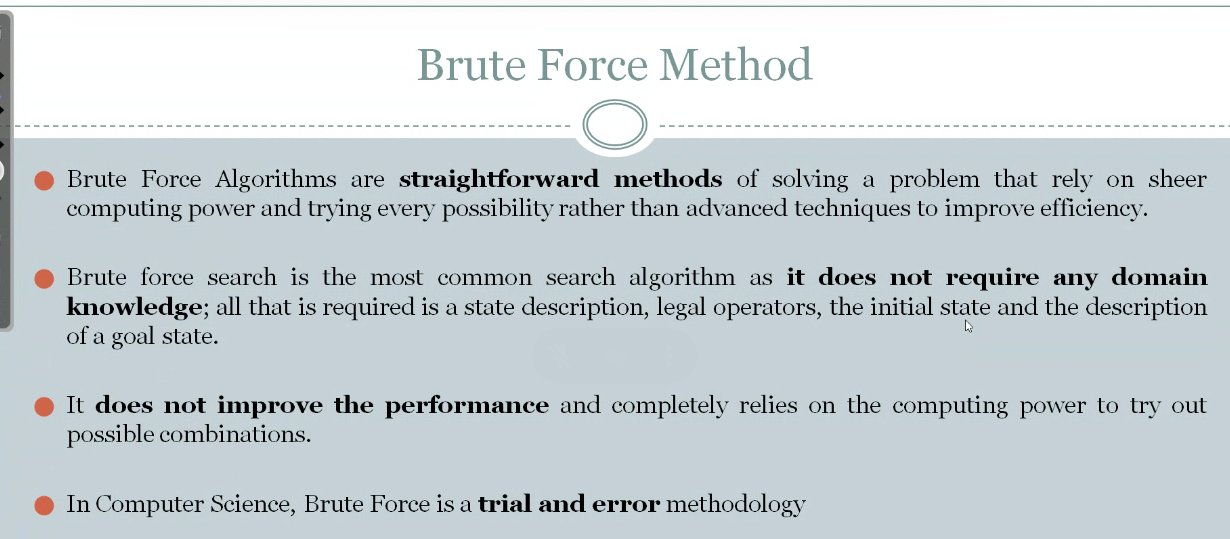 Brute Force Method
Brute Force Algorithms are straightforward methods of solving a problem that rely on sheer
computing power and trying every possibility rather than advanced techniques to improve efficiency.
Brute force search is the most common search algorithm as it does not require any domain
knowledge; all that is required is a state description, legal operators, the initial state and the description
of a goal state.
It does not improve the performance and completely relies on the computing power to try out
possible combinations.
In Computer Science, Brute Force is a trial and error methodology